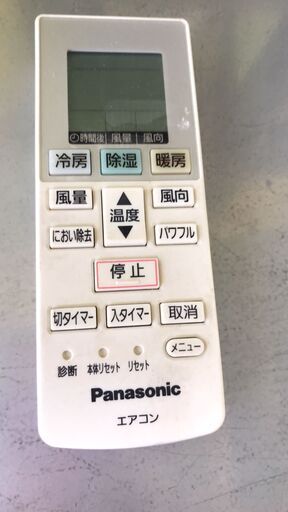 時間後 風量 風向
冷房 除湿 暖房
風量 温度 風向
におい除去 パワフル
停止
切タイマー 入タイマー 取消
診断 本体リセット リセット メニュー
Panasonic
エアコン